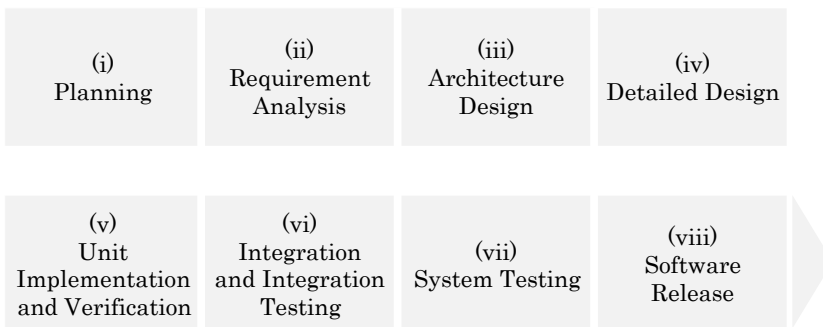 (i)
Planning
(ii)
Requirement
Analysis
(iii)
Architecture
Design
(iv)
Detailed Design
(v)
Unit
Implementation
and Verification
(vi)
Integration
and Integration
Testing
(vii)
System Testing
(viii)
Software
Release